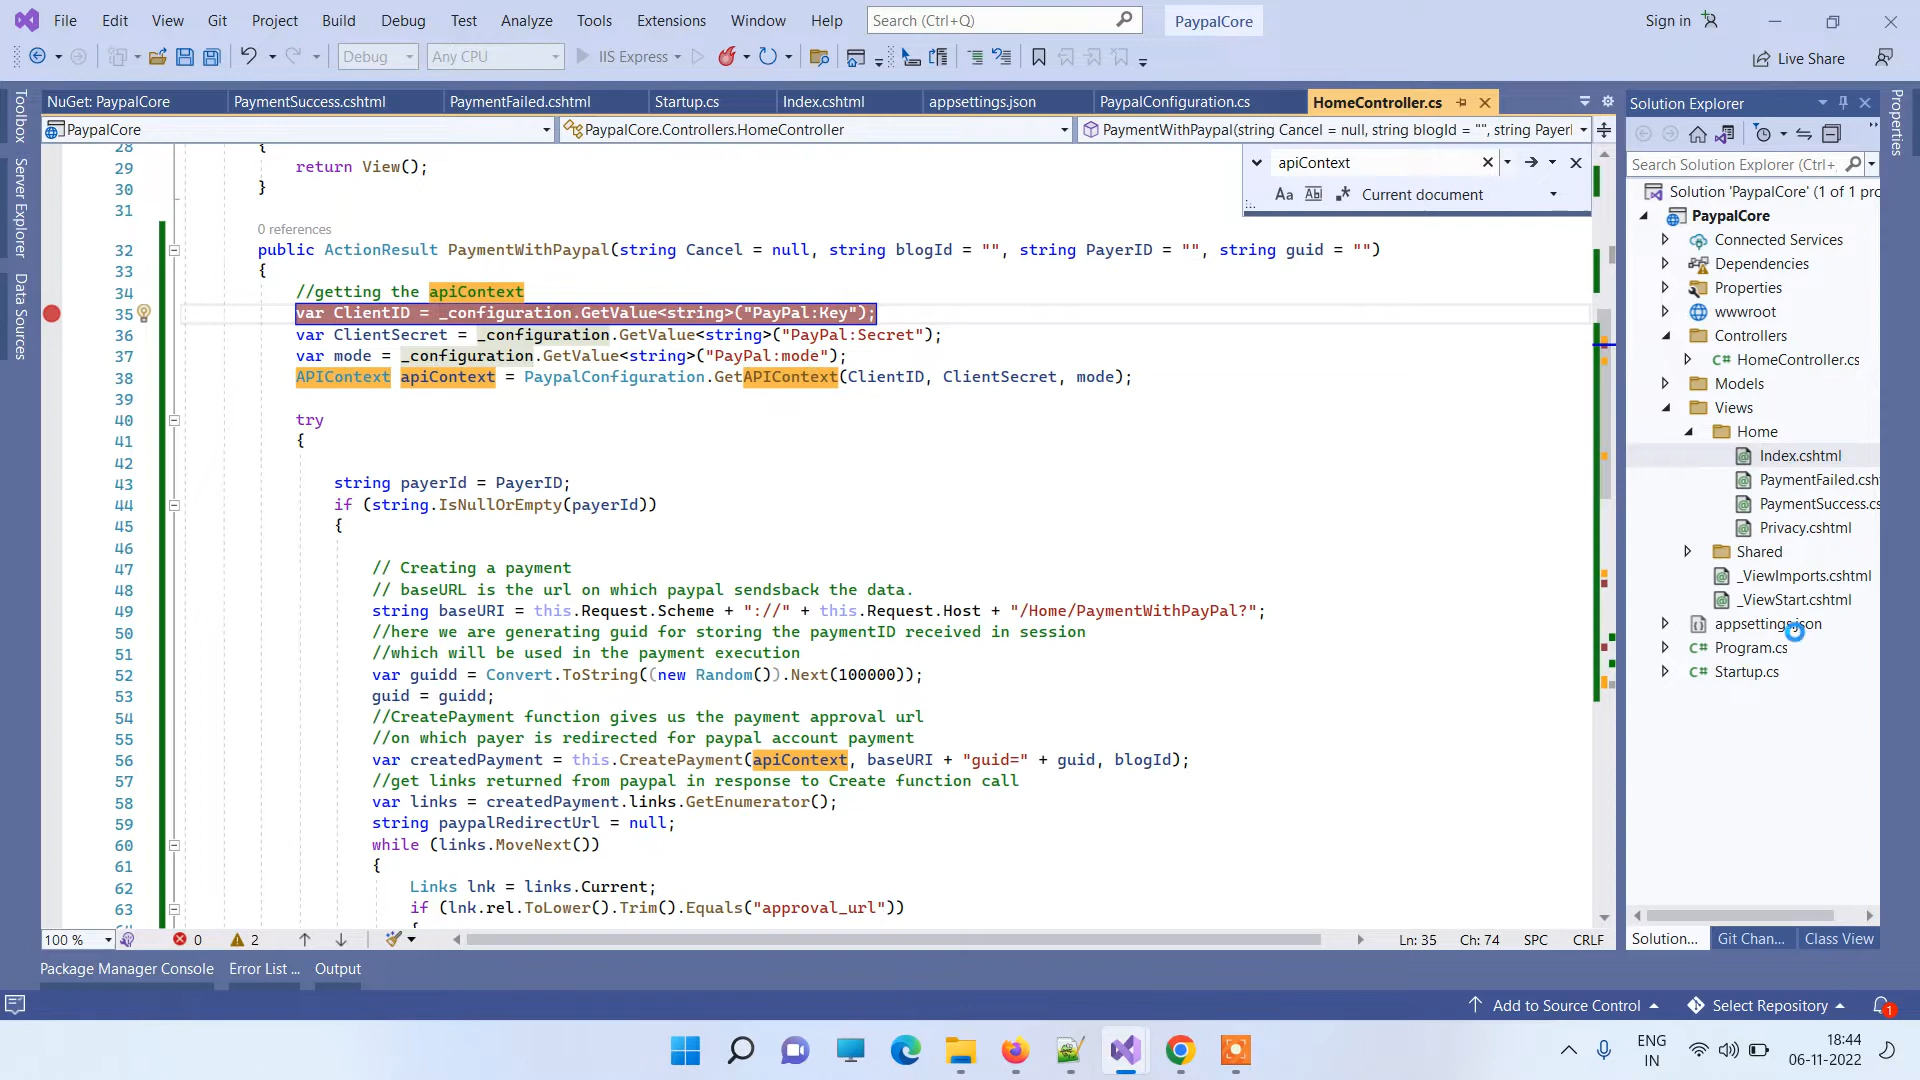 File Edit View Git Project Build Debug Test Analyze Tools Extensions Window Help Search (Ctrl+Q) PaypalCore Sign in
Debug Any CPU IIS Express Live Share
NuGet: PaypalCore PaymentSuccess.cshtml PaymentFailed.cshtml Startup.cs Index.cshtml appsettings.json PaypalConfiguration.cs HomeController.cs
PaypalCore PaypalCore.Controllers.HomeController PaymentWithPaypal(string Cancel = null, string blogId = "", string PayerI
apiContext
Aa Current document
Toolbox
Server Explorer
Data Sources
28 {
29 return View();
30 }
31
0 references
32 public ActionResult PaymentWithPaypal(string Cancel = null, string blogId = "", string PayerID = "", string guid = "")
33 {
34 //getting the apiContext
35 var ClientID = _configuration.GetValue<string>("PayPal:Key");
36 var ClientSecret = _configuration.GetValue<string>("PayPal:Secret");
37 var mode = _configuration.GetValue<string>("PayPal:mode");
38 APIContext apiContext = PaypalConfiguration.GetAPIContext(ClientID, ClientSecret, mode);
39
40 try
41 {
42
43 string payerId = PayerID;
44 if (string.IsNullOrEmpty(payerId))
45 {
46
47 // Creating a payment
48 // baseURL is the url on which paypal sendsback the data.
49 string baseURI = this.Request.Scheme + "://" + this.Request.Host + "/Home/PaymentWithPayPal?";
50 //here we are generating guid for storing the paymentID received in session
51 //which will be used in the payment execution
52 var guidd = Convert.ToString((new Random()).Next(100000));
53 guid = guidd;
54 //CreatePayment function gives us the payment approval url
55 //on which payer is redirected for paypal account payment
56 var createdPayment = this.CreatePayment(apiContext, baseURI + "guid=" + guid, blogId);
57 //get links returned from paypal in response to Create function call
58 var links = createdPayment.links.GetEnumerator();
59 string paypalRedirectUrl = null;
60 while (links.MoveNext())
61 {
62 Links lnk = links.Current;
63 if (lnk.rel.ToLower().Trim().Equals("approval_url"))
100 % 0 2 Ln: 35 Ch: 74 SPC CRLF
Package Manager Console Error List ... Output
Solution Explorer
Search Solution Explorer (Ctrl+
Solution 'PaypalCore' (1 of 1 pro
PaypalCore
Connected Services
Dependencies
Properties
wwwroot
Controllers
C# HomeController.cs
Models
Views
Home
Index.cshtml
PaymentFailed.csh
PaymentSuccess.cs
Privacy.cshtml
Shared
_ViewImports.cshtml
_ViewStart.cshtml
appsettings.json
C# Program.cs
C# Startup.cs
Solution... Git Chan... Class View
Properties
Add to Source Control Select Repository 1
ENG
IN
18:44
06-11-2022